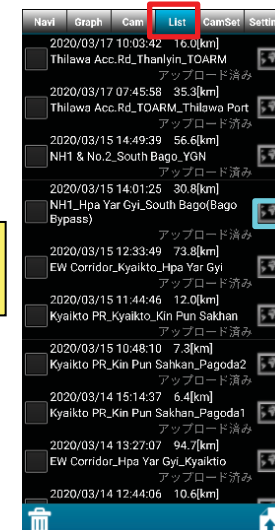 Navi Graph Cam List CamSet Settin
2020/03/17 10:03:42 16.0[km]
Thilawa Acc.Rd_Thanlyin_TOARM
アップロード済み
2020/03/17 07:45:58 35.3[km]
Thilawa Acc.Rd_TOARM_Thilawa Port
アップロード済み
2020/03/15 14:49:39 56.6[km]
NH1 & No.2_South Bago_YGN
アップロード済み
2020/03/15 14:01:25 30.8[km]
NH1_Hpa Yar Gyi_South Bago(Bago
Bypass)
アップロード済み
2020/03/15 12:33:49 73.8[km]
EW Corridor_Kyaikto_Hpa Yar Gyi
アップロード済み
2020/03/15 11:44:46 12.0[km]
Kyaikto PR_Kyaikto_Kin Pun Sakhan
アップロード済み
2020/03/15 10:48:10 7.3[km]
Kyaikto PR_Kin Pun Sahkan_Pagoda2
アップロード済み
2020/03/14 15:14:37 6.4[km]
Kyaikto PR_Kin Pun Sakhan_Pagoda1
アップロード済み
2020/03/14 13:27:07 94.7[km]
EW Corridor_Hpa Yar Gyi_Kyaiktio
アップロード済み
2020/03/14 12:44:06 10.6[km]